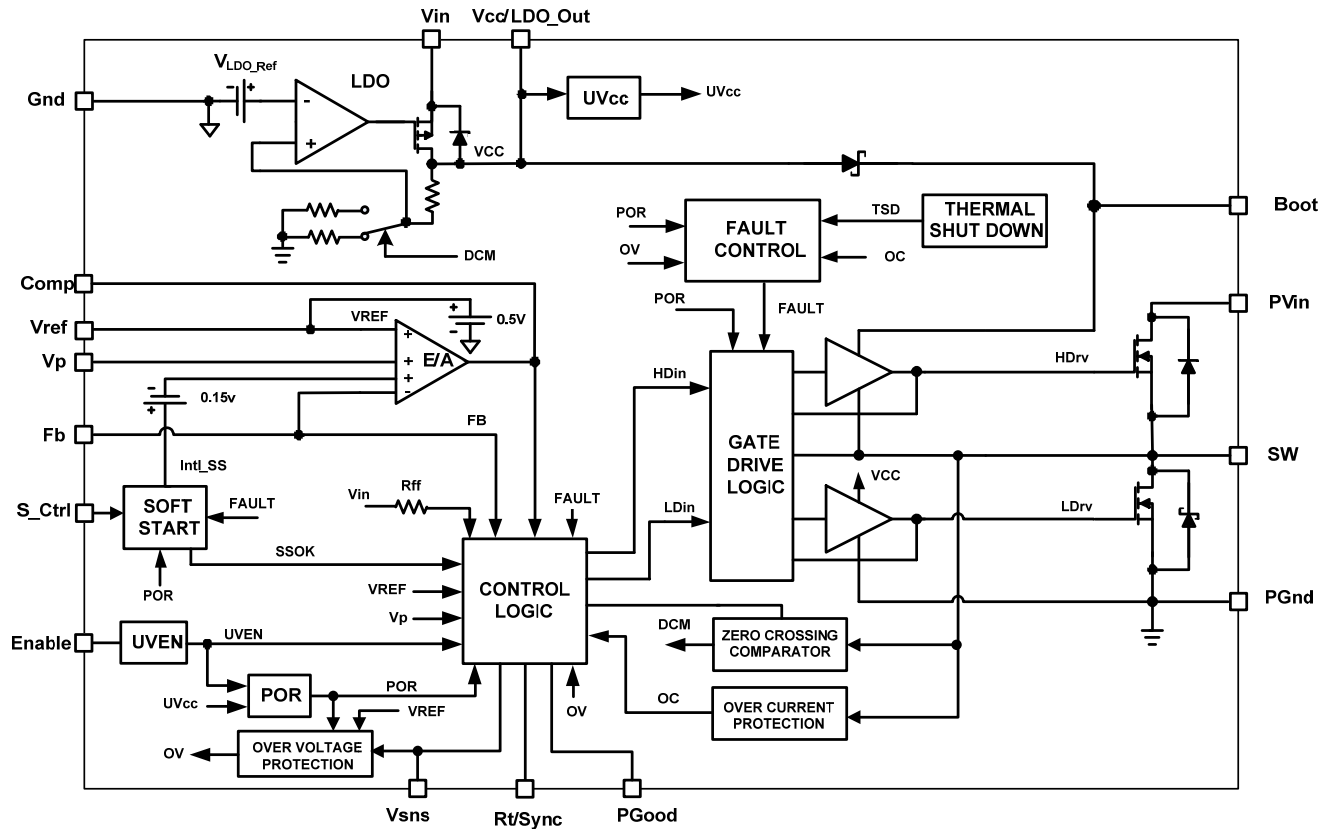 Vin
Vcc/LDO_Out
VLDO_Ref
LDO
Gnd
-
+
-
+
UVcc
UVcc
VCC
DCM
POR
OV
FAULT
CONTROL
TSD
THERMAL
SHUT DOWN
OC
Boot
Comp
Vref
VREF
+
-
0.5V
POR
FAULT
PVin
Vp
+
+
+
-
E/A
-
+
0.15v
HDin
HDrv
Fb
FB
GATE
DRIVE
LOGIC
SW
Intl_SS
VCC
S_Ctrl
SOFT
START
FAULT
Vin
Rff
FAULT
LDin
LDrv
SSOK
POR
VREF
Vp
CONTROL
LOGIC
PGnd
Enable
UVEN
UVEN
DCM
ZERO CROSSING
COMPARATOR
UVcc
POR
POR
VREF
OV
OC
OVER CURRENT
PROTECTION
OV
OVER VOLTAGE
PROTECTION
Vsns
Rt/Sync
PGood